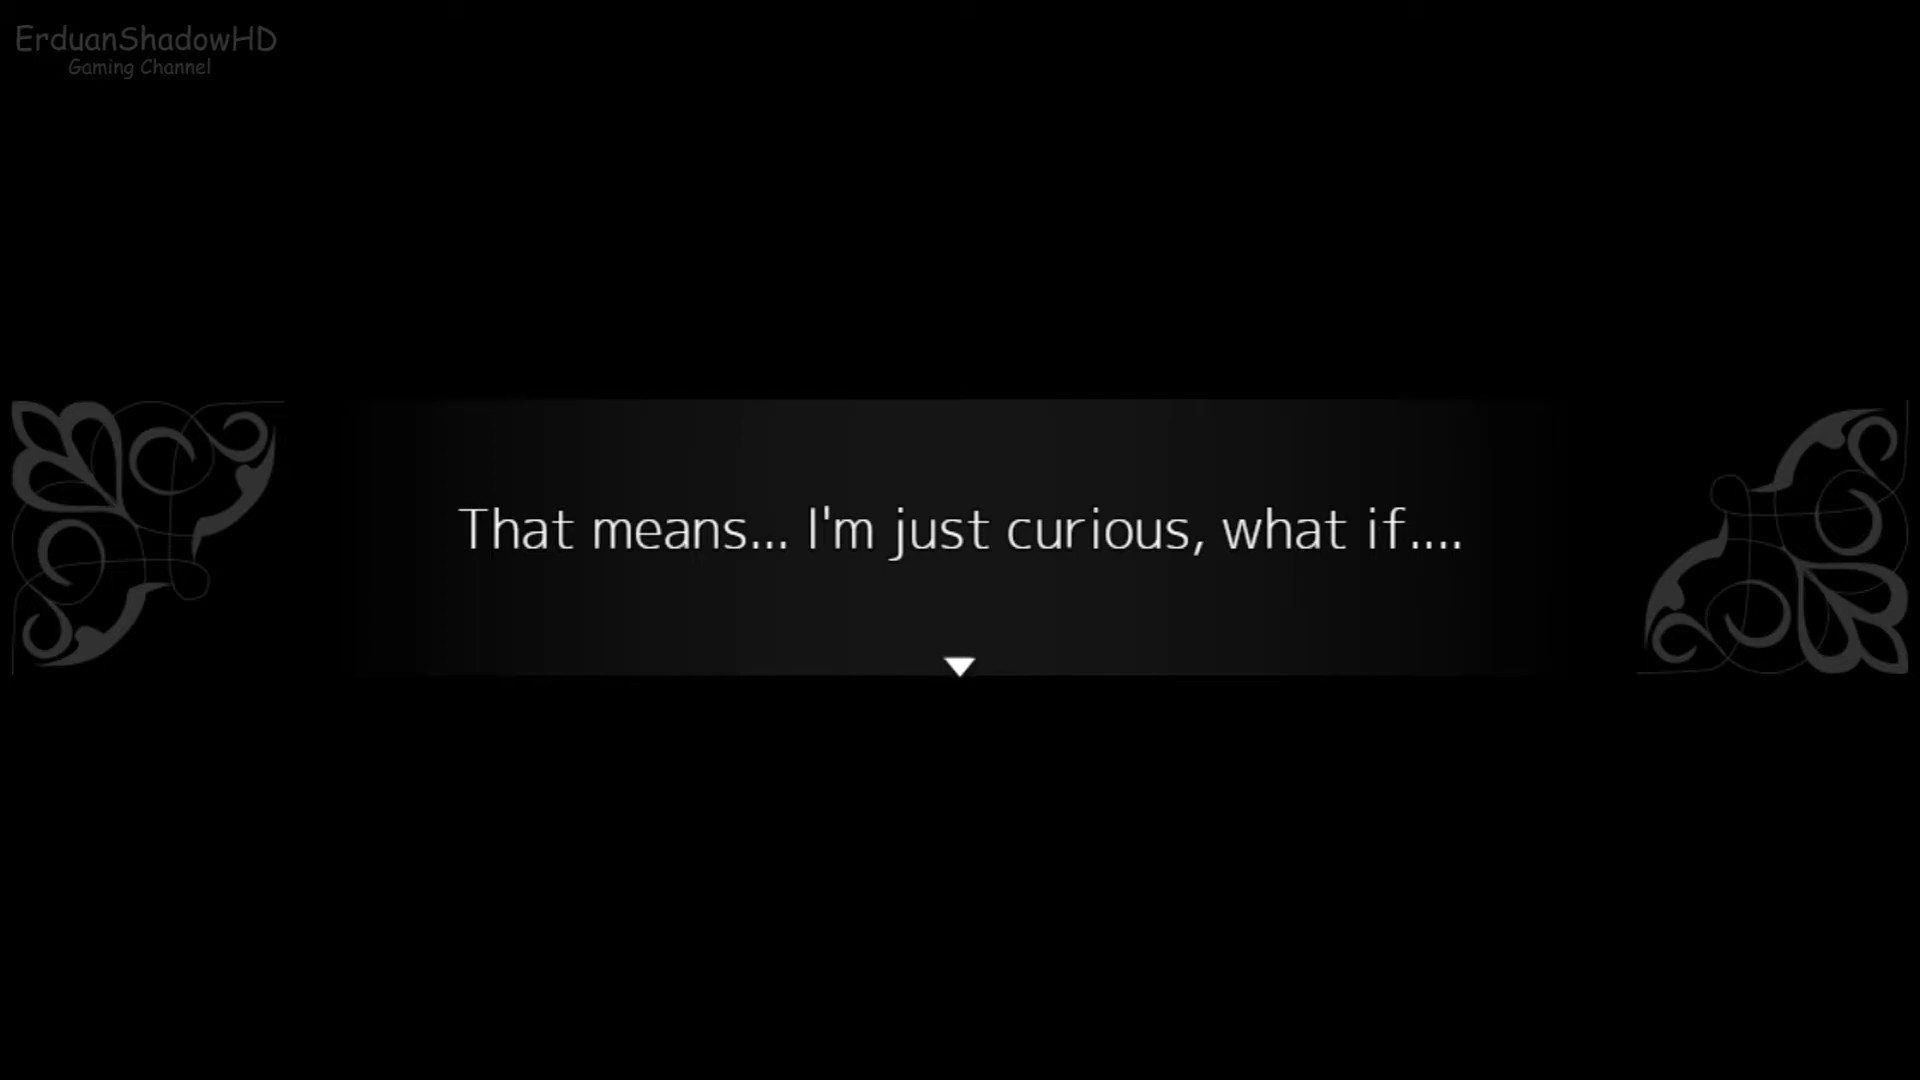 ErduanShadowHD
Gaming Channel
That means... I'm just curious, what if....